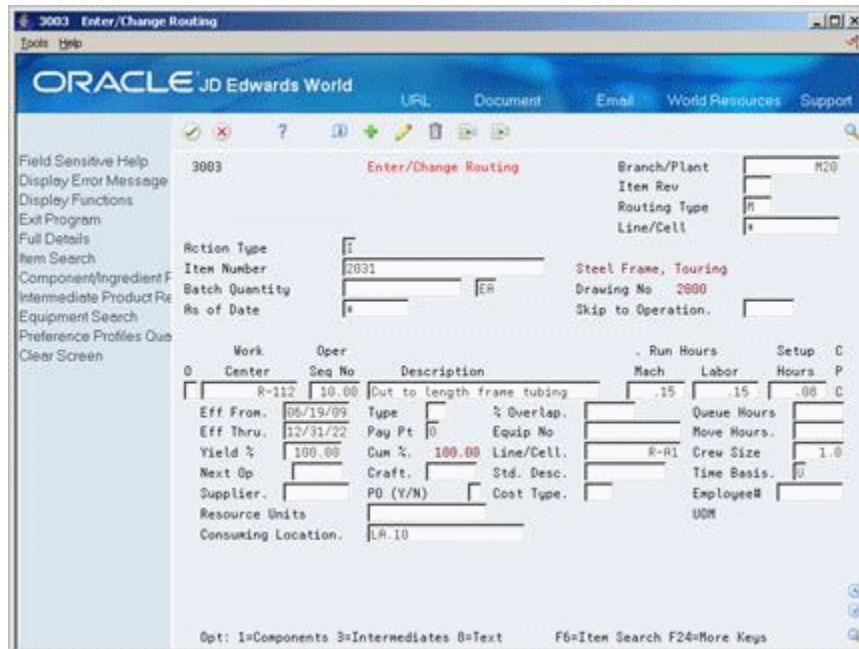 3003 Enter/Change Routing
Tools Help
ORACLE JD Edwards World
URL Document Email World Resources Support
Field Sensitive Help
Display Error Message
Display Functions
Exit Program
Full Details
Item Search
Component/Ingredient F
Intermediate Product Re
Equipment Search
Preference Profiles Que
Clear Screen
3003 Enter/Change Routing Branch/Plant M20
Item Rev
Routing Type M
Line/Cell *
Action Type I
Item Number 2031 Steel Frame, Touring
Batch Quantity EA Drawing No 2000
As of Date * Skip to Operation.
Work Oper . Run Hours Setup C
O Center Seq No Description Mach Labor Hours P
R-112 10.00 Cut to length frame tubing .15 .15 .08 C
Eff From. 06/19/09 Type % Overlap. Queue Hours
Eff Thru. 12/31/22 Pay Pt 0 Equip No Move Hours.
Yield % 100.00 Cum %. 100.00 Line/Cell. R-A1 Crew Size 1.0
Next Op Craft. Std. Desc. Time Basis. U
Supplier. PO (Y/N) Cost Type. Employee#
Resource Units UOM
Consuming Location. LA.10
Opt: 1=Components 3=Intermediates 8=Text F6=Item Search F24=More Keys